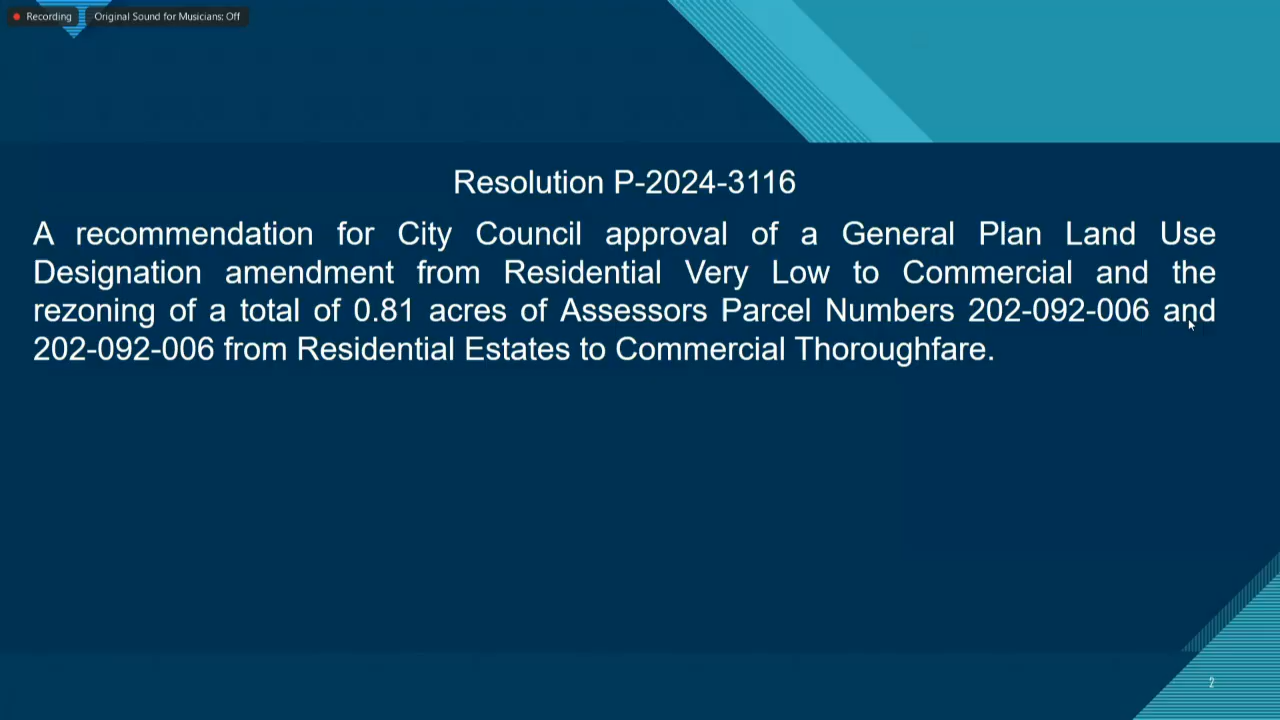 Recording Original Sound for Musicians: Off
Resolution P-2024-3116
A recommendation for City Council approval of a General Plan Land Use
Designation amendment from Residential Very Low to Commercial and the
rezoning of a total of 0.81 acres of Assessors Parcel Numbers 202-092-006 and
202-092-006 from Residential Estates to Commercial Thoroughfare.
2